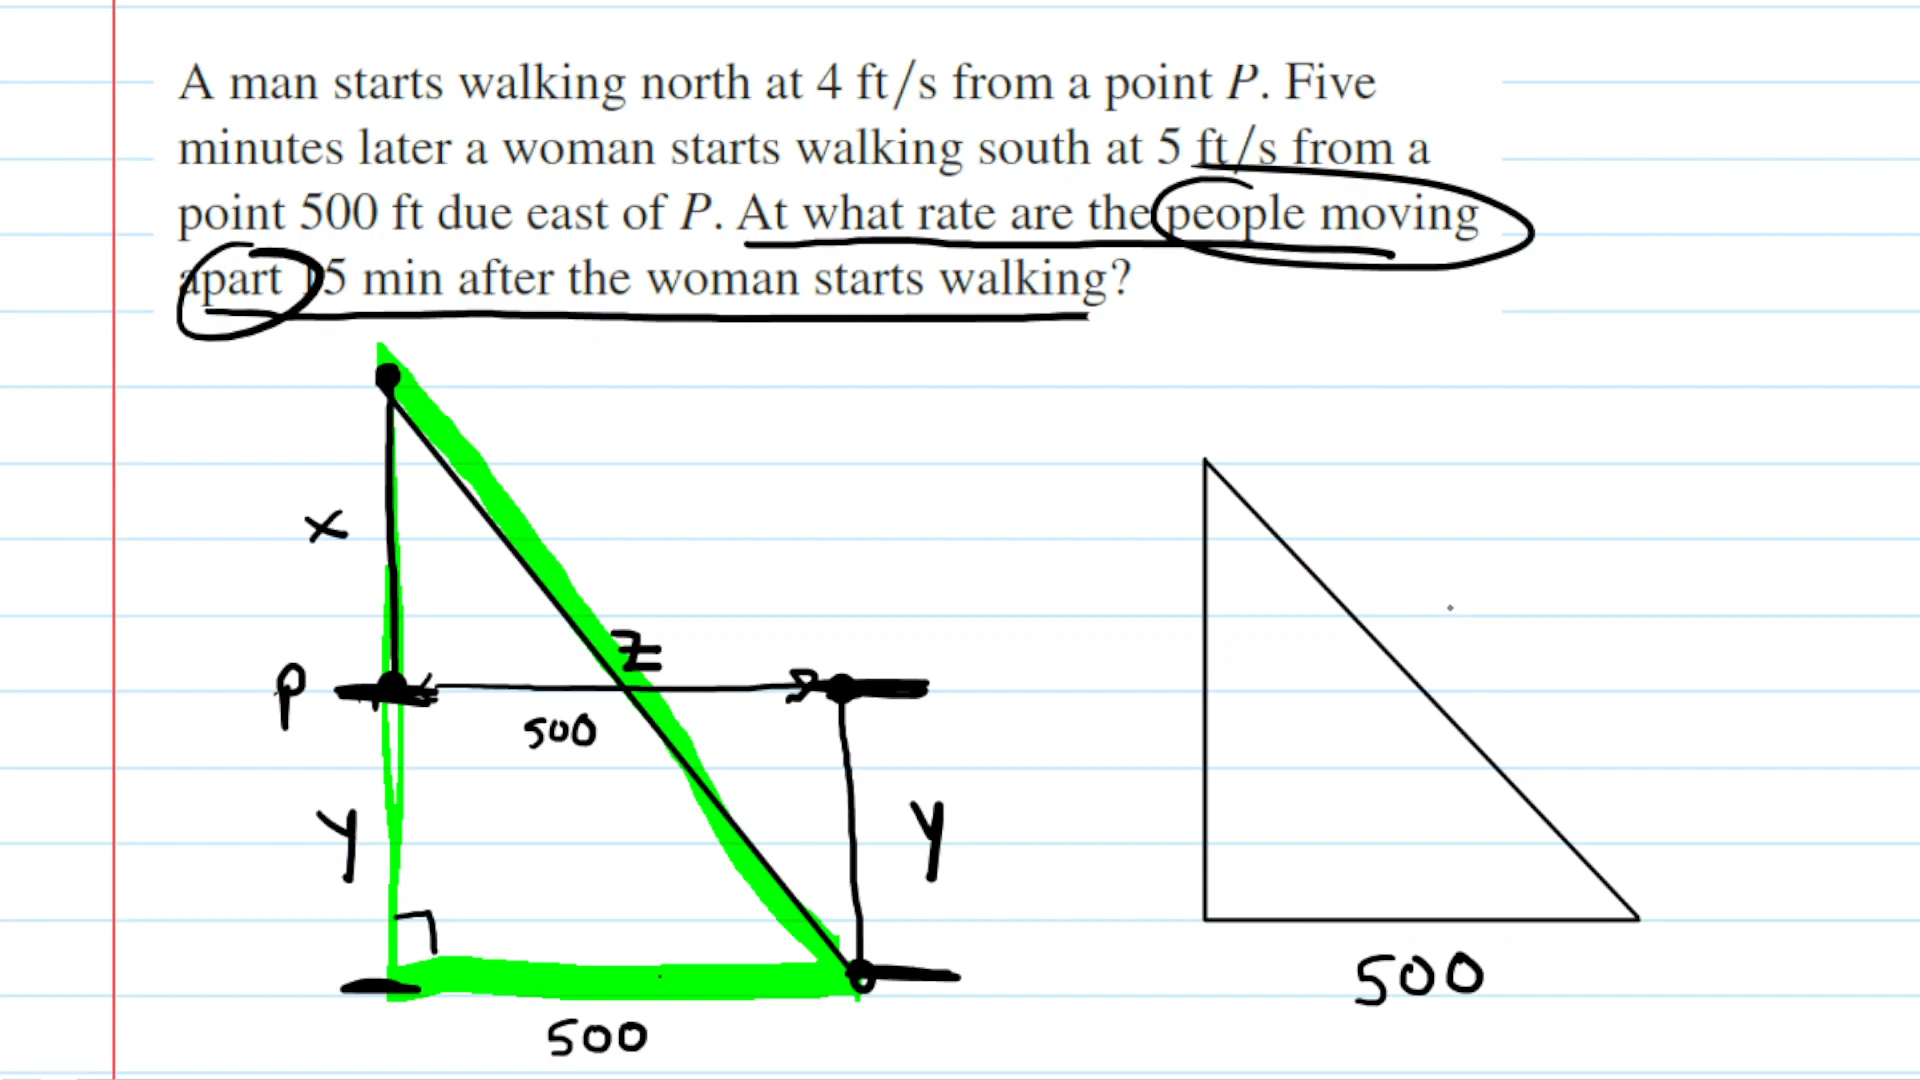 A man starts walking north at 4 ft/s from a point P. Five
minutes later a woman starts walking south at 5 ft/s from a
point 500 ft due east of P. At what rate are the people moving
apart 15 min after the woman starts walking?
x
z
P
500
y
y
500
500